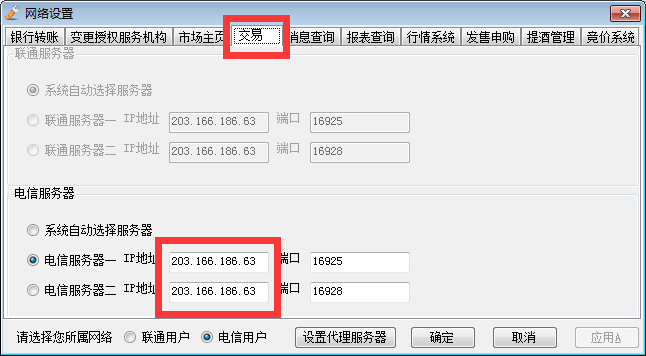 网络设置
银行转账 变更授权服务机构 市场主页 交易 消息查询 报表查询 行情系统 发售申购 提酒管理 竞价系统
联通服务器
系统自动选择服务器
联通服务器一 IP地址 203.166.186.63 端口 16925
联通服务器二 IP地址 203.166.186.63 端口 16928
电信服务器
系统自动选择服务器
电信服务器一 IP地址 203.166.186.63 端口 16925
电信服务器二 IP地址 203.166.186.63 端口 16928
请选择您所属网络 联通用户 电信用户 设置代理服务器 确定 取消 应用A